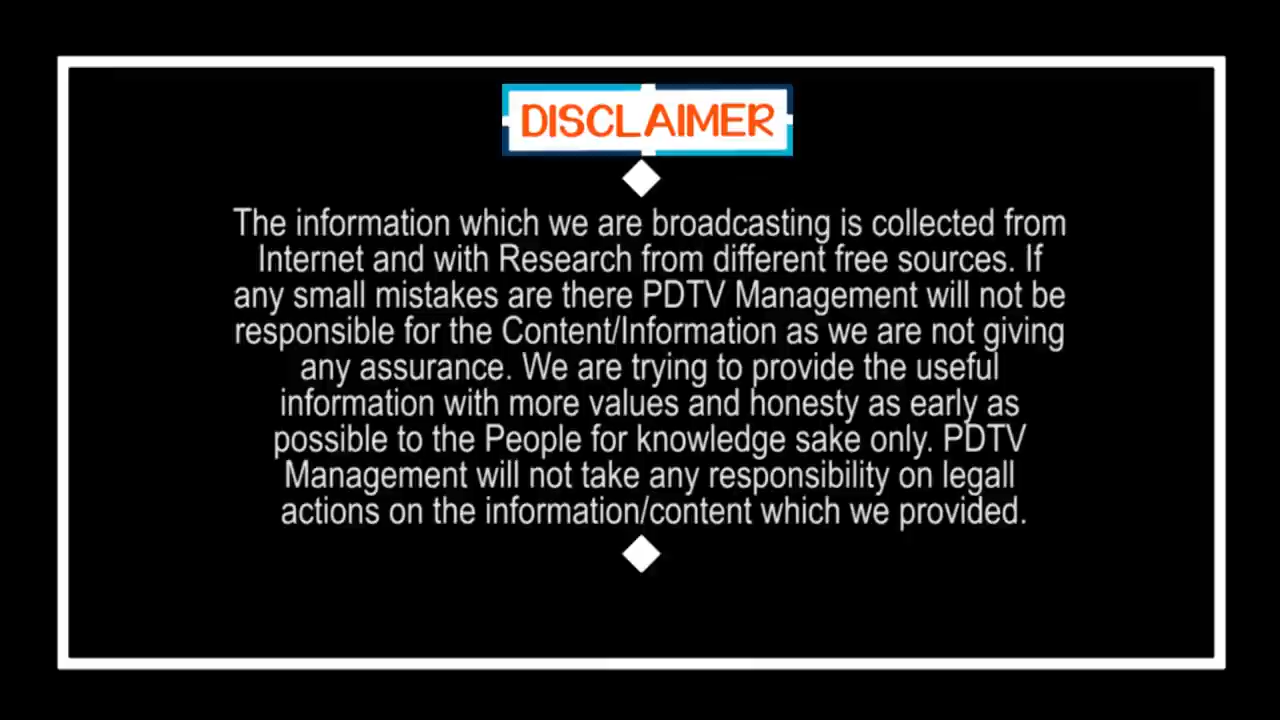 DISCLAIMER
The information which we are broadcasting is collected from
Internet and with Research from different free sources. If
any small mistakes are there PDTV Management will not be
responsible for the Content/Information as we are not giving
any assurance. We are trying to provide the useful
information with more values and honesty as early as
possible to the People for knowledge sake only. PDTV
Management will not take any responsibility on legall
actions on the information/content which we provided.